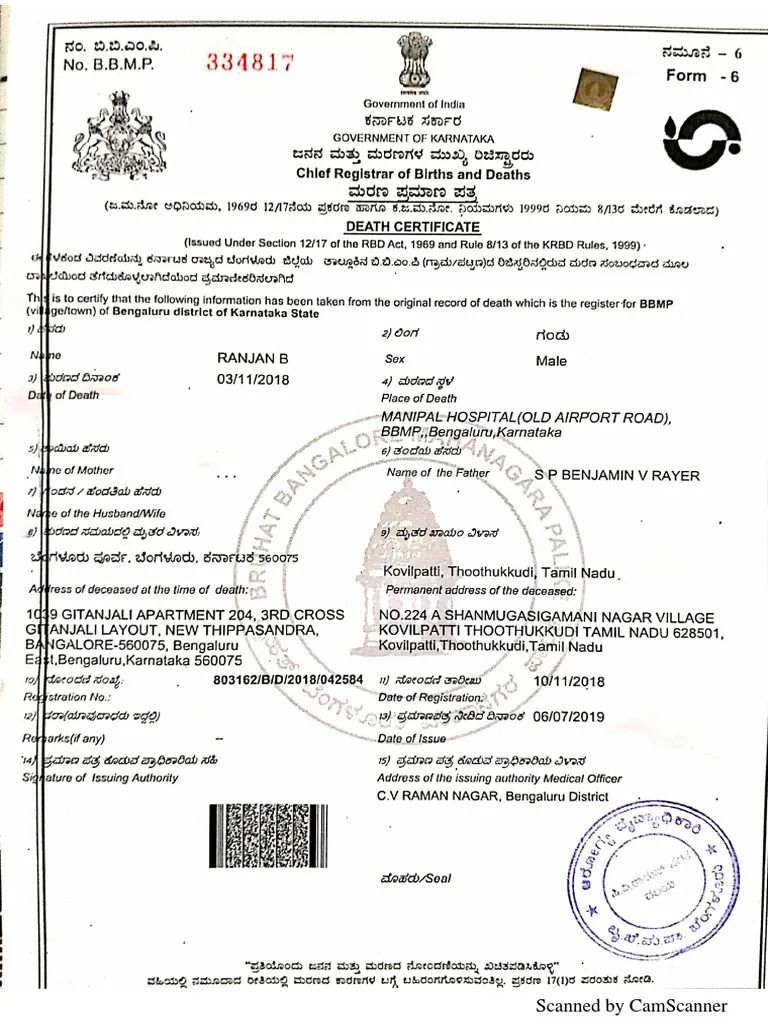 ನಂ. ಬಿ.ಬಿ.ಎಂ.ಪಿ.
No. B.B.M.P.
334817
ನಮೂನೆ – 6
Form - 6
Government of India
ಕರ್ನಾಟಕ ಸರ್ಕಾರ
GOVERNMENT OF KARNATAKA
ಜನನ ಮತ್ತು ಮರಣಗಳ ಮುಖ್ಯ ರಿಜಿಸ್ಟ್ರಾರರು
Chief Registrar of Births and Deaths
ಮರಣ ಪ್ರಮಾಣ ಪತ್ರ
(ಜ.ಮ.ನೋ ಅಧಿನಿಯಮ, 1969ರ 12/17ನೆಯ ಪ್ರಕರಣ ಹಾಗೂ ಕ.ಜ.ಮ.ನೋ. ನಿಯಮಗಳು 1999ರ ನಿಯಮ 8/13ರ ಮೇರೆಗೆ ಕೊಡಲಾದ)
DEATH CERTIFICATE
(Issued Under Section 12/17 of the RBD Act, 1969 and Rule 8/13 of the KRBD Rules, 1999)
ಈ ಕೆಳಕಂಡ ವಿವರಣೆಯನ್ನು ಕರ್ನಾಟಕ ರಾಜ್ಯದ ಬೆಂಗಳೂರು ಜಿಲ್ಲೆಯ ತಾಲ್ಲೂಕಿನ ಬಿ.ಬಿ.ಎಂ.ಪಿ (ಗ್ರಾಮ/ಪಟ್ಟಣದ) ರಿಜಿಸ್ಟರಿನಲ್ಲಿರುವ ಮರಣ ಸಂಬಂಧವಾದ ಮೂಲ
ದಾಖಲೆಯಿಂದ ತೆಗೆದುಕೊಳ್ಳಲಾಗಿದೆಯೆಂದು ಪ್ರಮಾಣೀಕರಿಸಲಾಗಿದೆ
This is to certify that the following information has been taken from the original record of death which is the register for BBMP
(village/town) of Bengaluru district of Karnataka State
1) ಹೆಸರು
2) ಲಿಂಗ ಗಂಡು
Name RANJAN B
Sex Male
3) ಮರಣದ ದಿನಾಂಕ 03/11/2018
4) ಮರಣದ ಸ್ಥಳ
Date of Death
Place of Death
MANIPAL HOSPITAL(OLD AIRPORT ROAD),
BBMP,,Bengaluru,Karnataka
5) ತಾಯಿಯ ಹೆಸರು
6) ತಂದೆಯ ಹೆಸರು
Name of Mother ...
Name of the Father S P BENJAMIN V RAYER
7) ಗಂಡನ / ಹೆಂಡತಿಯ ಹೆಸರು
Name of the Husband/Wife
8) ಮರಣದ ಸಮಯದಲ್ಲಿ ಮೃತರ ವಿಳಾಸ:
9) ಮೃತರ ಖಾಯಂ ವಿಳಾಸ
ಬೆಂಗಳೂರು ಪೂರ್ವ, ಬೆಂಗಳೂರು, ಕರ್ನಾಟಕ 560075
Kovilpatti, Thoothukkudi, Tamil Nadu
Address of deceased at the time of death:
Permanent address of the deceased:
1039 GITANJALI APARTMENT 204, 3RD CROSS
GITANJALI LAYOUT, NEW THIPPASANDRA,
BANGALORE-560075, Bengaluru
East,Bengaluru,Karnataka 560075
NO.224 A SHANMUGASIGAMANI NAGAR VILLAGE
KOVILPATTI THOOTHUKKUDI TAMIL NADU 628501,
Kovilpatti,Thoothukkudi,Tamil Nadu
10) ನೋಂದಣಿ ಸಂಖ್ಯೆ: 803162/B/D/2018/042584
11) ನೋಂದಣಿ ತಾರೀಖು 10/11/2018
Registration No.:
Date of Registration:
12) ಷರಾ(ಯಾವುದಾದರು ಇದ್ದಲ್ಲಿ)
13) ಪ್ರಮಾಣಪತ್ರ ನೀಡಿದ ದಿನಾಂಕ 06/07/2019
Remarks(if any) --
Date of Issue
14) ಪ್ರಮಾಣ ಪತ್ರ ಕೊಡುವ ಪ್ರಾಧಿಕಾರಿಯ ಸಹಿ
15) ಪ್ರಮಾಣ ಪತ್ರ ಕೊಡುವ ಪ್ರಾಧಿಕಾರಿಯ ವಿಳಾಸ
Signature of Issuing Authority
Address of the issuing authority Medical Officer
C.V RAMAN NAGAR, Bengaluru District
ಮೊಹರು/Seal
BRUHAT BANGALORE MAHANAGARA PALIKE
ಆರೋಗ್ಯ ವೈದ್ಯಾಧಿಕಾರಿ
"ಪ್ರತಿಯೊಂದು ಜನನ ಮತ್ತು ಮರಣದ ನೋಂದಣಿಯನ್ನು ಖಚಿತಪಡಿಸಿಕೊಳ್ಳಿ"
ವಹಿಯಲ್ಲಿ ನಮೂದಾದ ರೀತಿಯಲ್ಲಿ ಮರಣದ ಕಾರಣಗಳ ಬಗ್ಗೆ ಬಹಿರಂಗಗೊಳಿಸುವಂತಿಲ್ಲ. ಪ್ರಕರಣ 17(1)ರ ಪರಂತುಕ ನೋಡಿ.
Scanned by CamScanner